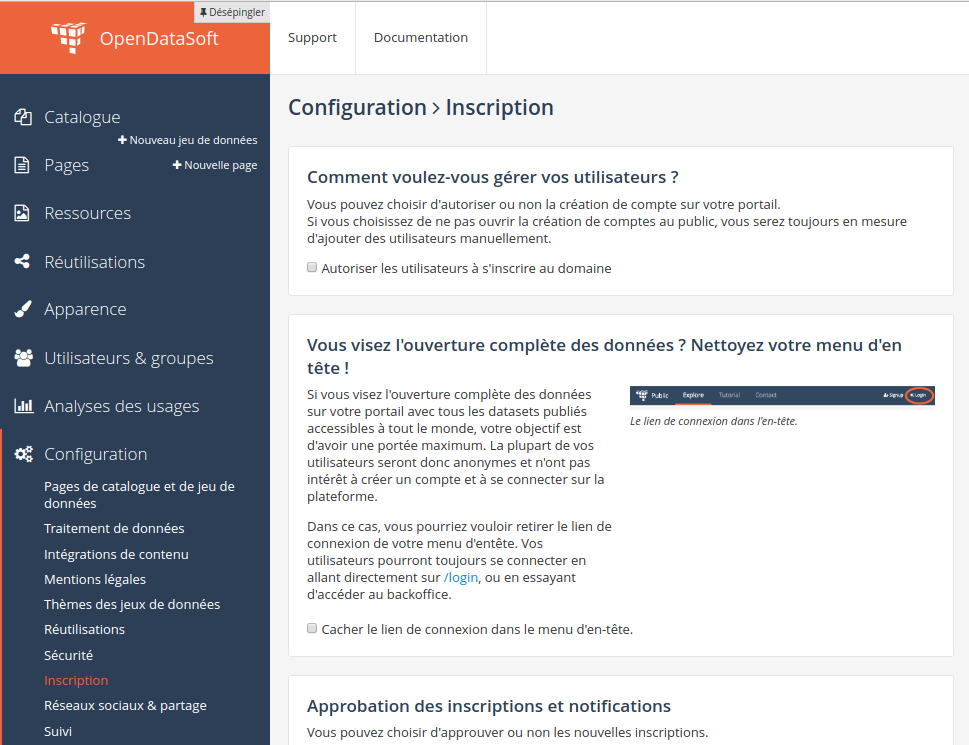 Désépingler
OpenDataSoft
Support
Documentation
Catalogue
Nouveau jeu de données
Pages
Nouvelle page
Ressources
Réutilisations
Apparence
Utilisateurs & groupes
Analyses des usages
Configuration
Pages de catalogue et de jeu de
données
Traitement de données
Intégrations de contenu
Mentions légales
Thèmes des jeux de données
Réutilisations
Sécurité
Inscription
Réseaux sociaux & partage
Suivi
Configuration > Inscription
Comment voulez-vous gérer vos utilisateurs ?
Vous pouvez choisir d'autoriser ou non la création de compte sur votre portail.
Si vous choisissez de ne pas ouvrir la création de comptes au public, vous serez toujours en mesure
d'ajouter des utilisateurs manuellement.
Autoriser les utilisateurs à s'inscrire au domaine
Vous visez l'ouverture complète des données ? Nettoyez votre menu d'en
tête !
Si vous visez l'ouverture complète des données
sur votre portail avec tous les datasets publiés
accessibles à tout le monde, votre objectif est
d'avoir une portée maximum. La plupart de vos
utilisateurs seront donc anonymes et n'ont pas
intérêt à créer un compte et à se connecter sur la
plateforme.
Dans ce cas, vous pourriez vouloir retirer le lien de
connexion de votre menu d'entête. Vos
utilisateurs pourront toujours se connecter en
allant directement sur /login, ou en essayant
d'accéder au backoffice.
Public Explore Tutorial Contact Signup Login
Le lien de connexion dans l'en-tête.
Cacher le lien de connexion dans le menu d'en-tête.
Approbation des inscriptions et notifications
Vous pouvez choisir d'approuver ou non les nouvelles inscriptions.